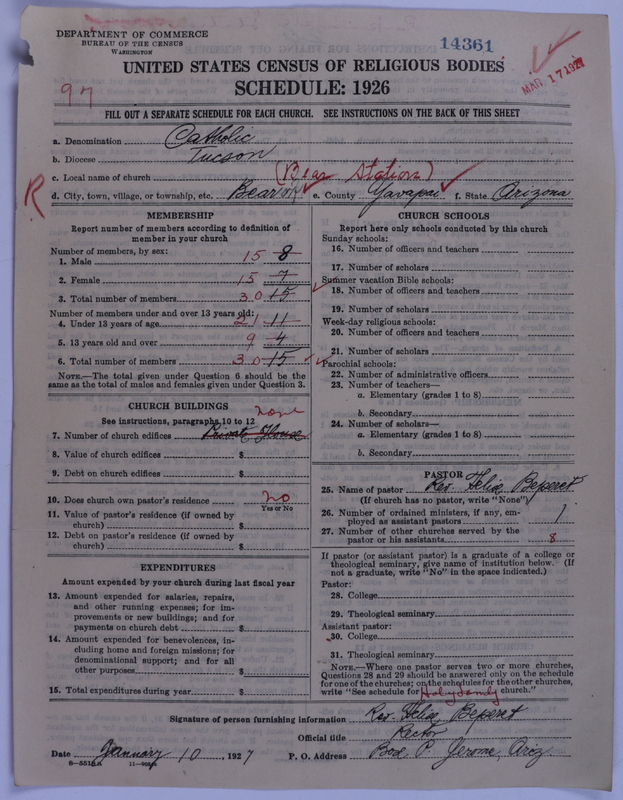 DEPARTMENT OF COMMERCE
BUREAU OF THE CENSUS
WASHINGTON
14361
MAR 17 192
UNITED STATES CENSUS OF RELIGIOUS BODIES
SCHEDULE: 1926
97
FILL OUT A SEPARATE SCHEDULE FOR EACH CHURCH. SEE INSTRUCTIONS ON THE BACK OF THIS SHEET
a. Denomination Catholic
b. Diocese Tucson
c. Local name of church (Bear Station)
R
d. City, town, village, or township, etc. Bear e. County Yavapai f. State Arizona
MEMBERSHIP
Report number of members according to definition of
member in your church
Number of members, by sex:
1. Male 15 8
2. Female 15 7
3. Total number of members 30 15
Number of members under and over 13 years old:
4. Under 13 years of age 21 11
5. 13 years old and over 9 4
6. Total number of members 30 15
NOTE.—The total given under Question 6 should be the
same as the total of males and females given under Question 3.
CHURCH BUILDINGS
See instructions, paragraphs 10 to 12
none
7. Number of church edifices Private House
8. Value of church edifices $
9. Debt on church edifices $
10. Does church own pastor's residence no
Yes or No
11. Value of pastor's residence (if owned by
church) $
12. Debt on pastor's residence (if owned by
church) $
EXPENDITURES
Amount expended by your church during last fiscal year
13. Amount expended for salaries, repairs,
and other running expenses; for im-
provements or new buildings; and for
payments on church debt $
14. Amount expended for benevolences, in-
cluding home and foreign missions; for
denominational support; and for all
other purposes $
15. Total expenditures during year $
CHURCH SCHOOLS
Report here only schools conducted by this church
Sunday schools:
16. Number of officers and teachers
17. Number of scholars
Summer vacation Bible schools:
18. Number of officers and teachers
19. Number of scholars
Week-day religious schools:
20. Number of officers and teachers
21. Number of scholars
Parochial schools:
22. Number of administrative officers
23. Number of teachers—
a. Elementary (grades 1 to 8)
b. Secondary
24. Number of scholars—
a. Elementary (grades 1 to 8)
b. Secondary
PASTOR
25. Name of pastor Rev. Felix Beperet
(If church has no pastor, write "None")
26. Number of ordained ministers, if any, em-
ployed as assistant pastors 1
27. Number of other churches served by the
pastor or his assistants 8
If pastor (or assistant pastor) is a graduate of a college or
theological seminary, give name of institution below. (If
not a graduate, write "No" in the space indicated.)
Pastor:
28. College
29. Theological seminary
Assistant pastor:
30. College
31. Theological seminary
NOTE.—Where one pastor serves two or more churches,
Questions 28 and 29 should be answered only on the schedule
for one of the churches; on the schedules for the other churches,
write "See schedule for Holy Family church."
Signature of person furnishing information Rev. Felix Beperet
Official title Rector
Date January 10, 1927 P. O. Address Box P. Jerome, Ariz